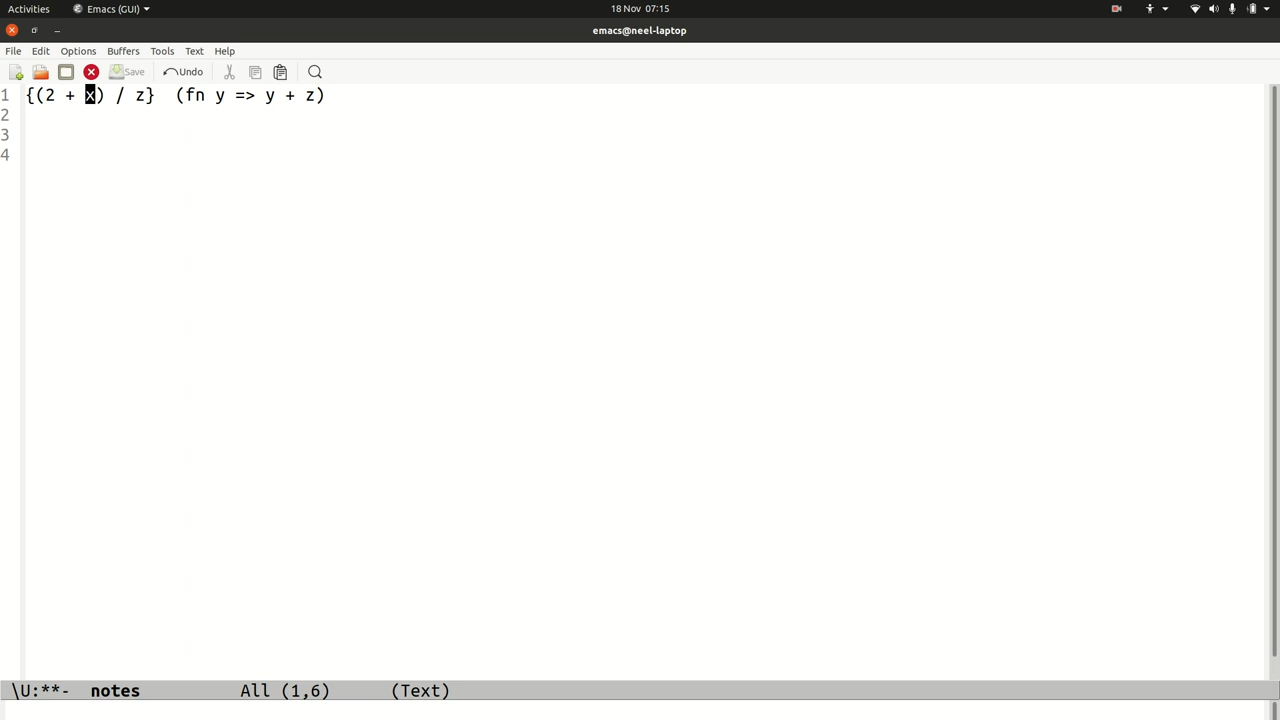 Activities Emacs (GUI) 18 Nov 07:15
emacs@neel-laptop
File Edit Options Buffers Tools Text Help
Save Undo
1 {(2 + x) / z}  (fn y => y + z)
2
3
4
\U:**-  notes All (1,6) (Text)